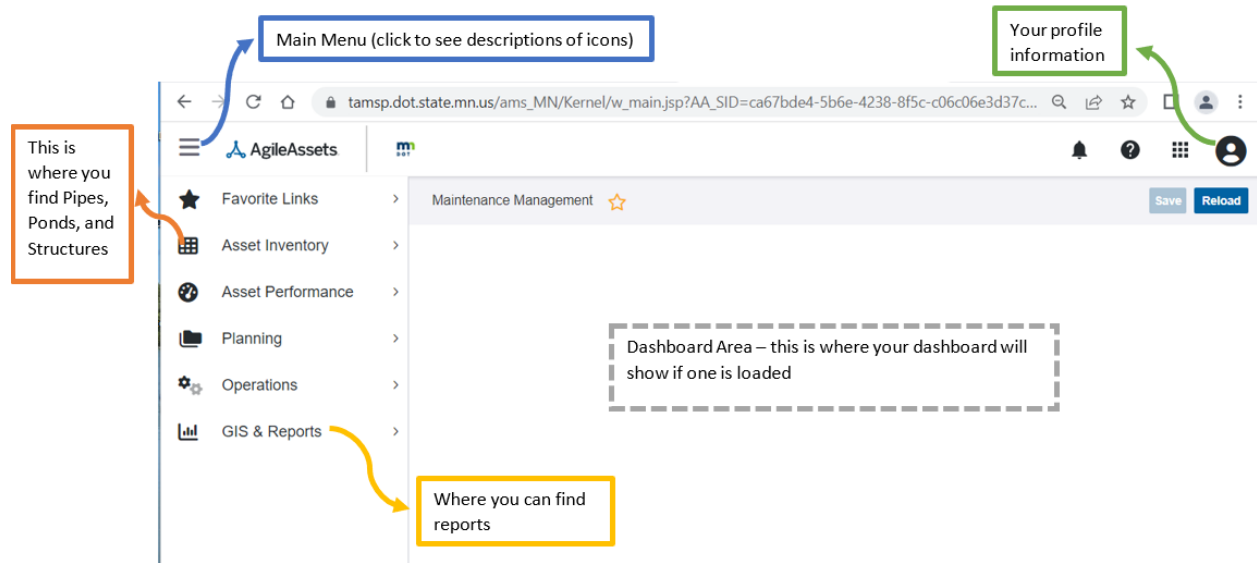 Main Menu (click to see descriptions of icons)
Your profile
information
tamsp.dot.state.mn.us/ams_MN/Kernel/w_main.jsp?AA_SID=ca67bde4-5b6e-4238-8f5c-c06c06e3d37c...
This is
where you
find Pipes,
Ponds, and
Structures
AgileAssets
mn
DOT
Favorite Links
Asset Inventory
Asset Performance
Planning
Operations
GIS & Reports
Maintenance Management
Save
Reload
Dashboard Area – this is where your dashboard will
show if one is loaded
Where you can find
reports